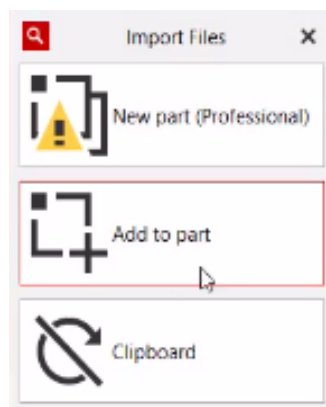 Import Files
New part (Professional)
Add to part
Clipboard